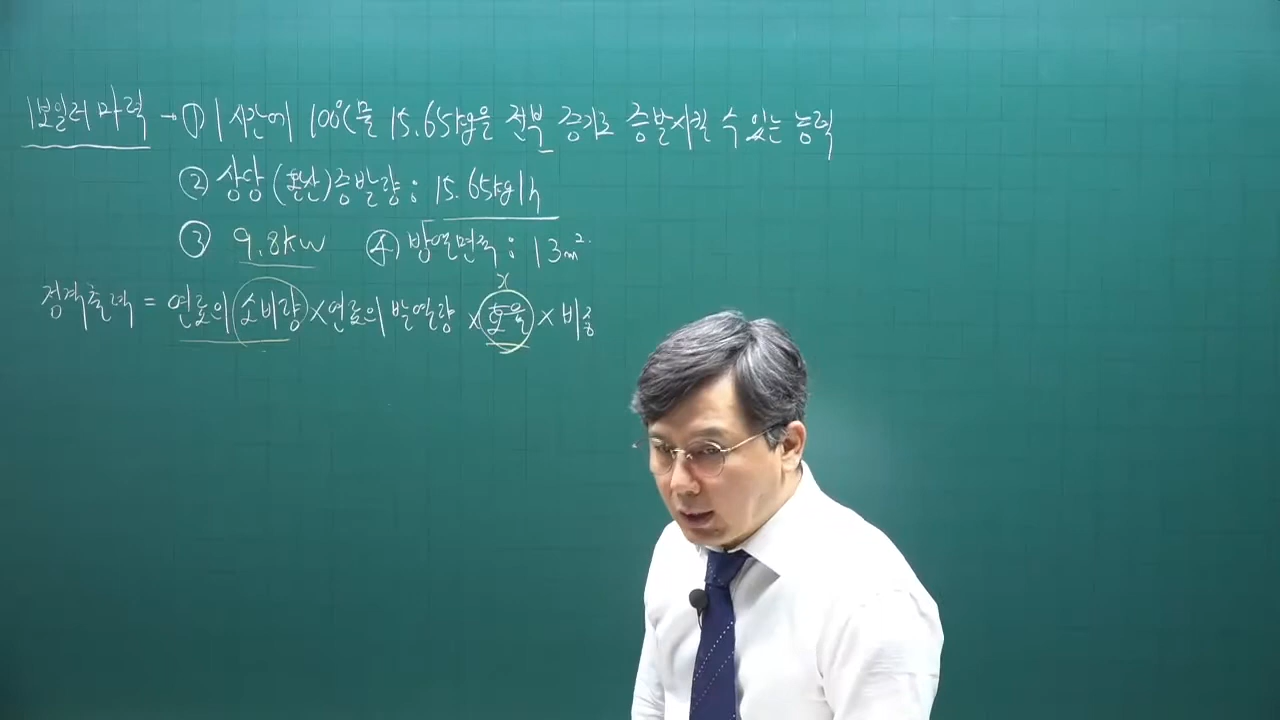 1보일러 마력 → ① 1시간에 100℃물 15.65kg을 전부 증기로 증발시킬 수 있는 능력
② 상당(환산)증발량 : 15.65kg/h
③ 9.8kW ④ 방열면적 : 13m².
x
정격출력 = 연료의 소비량 × 연료의 발열량 × 효율 × 비중